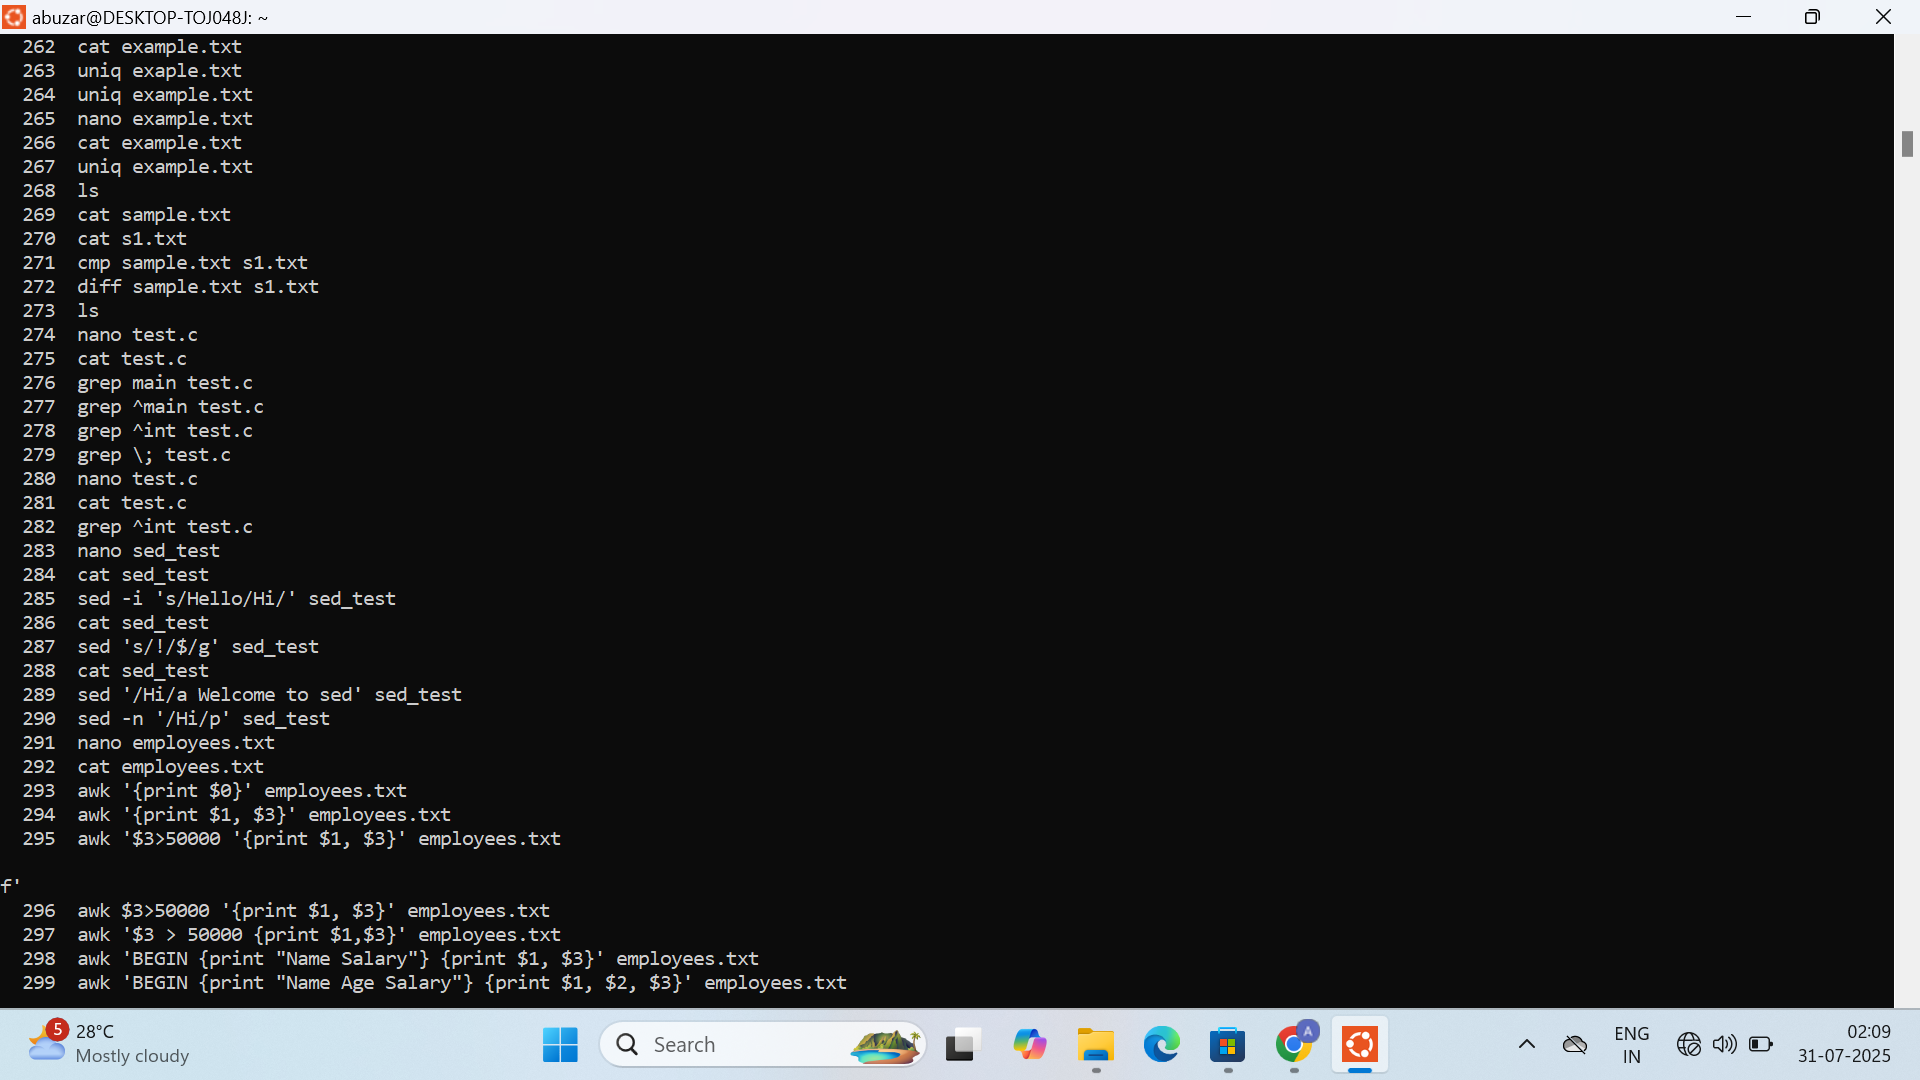 abuzar@DESKTOP-TOJ048J: ~
262 cat example.txt
263 uniq exaple.txt
264 uniq example.txt
265 nano example.txt
266 cat example.txt
267 uniq example.txt
268 ls
269 cat sample.txt
270 cat s1.txt
271 cmp sample.txt s1.txt
272 diff sample.txt s1.txt
273 ls
274 nano test.c
275 cat test.c
276 grep main test.c
277 grep ^main test.c
278 grep ^int test.c
279 grep \; test.c
280 nano test.c
281 cat test.c
282 grep ^int test.c
283 nano sed_test
284 cat sed_test
285 sed -i 's/Hello/Hi/' sed_test
286 cat sed_test
287 sed 's/!/$/g' sed_test
288 cat sed_test
289 sed '/Hi/a Welcome to sed' sed_test
290 sed -n '/Hi/p' sed_test
291 nano employees.txt
292 cat employees.txt
293 awk '{print $0}' employees.txt
294 awk '{print $1, $3}' employees.txt
295 awk '$3>50000 '{print $1, $3}' employees.txt
f'
296 awk $3>50000 '{print $1, $3}' employees.txt
297 awk '$3 > 50000 {print $1,$3}' employees.txt
298 awk 'BEGIN {print "Name Salary"} {print $1, $3}' employees.txt
299 awk 'BEGIN {print "Name Age Salary"} {print $1, $2, $3}' employees.txt
5
28°C
Mostly cloudy
Search
A
ENG
IN
02:09
31-07-2025